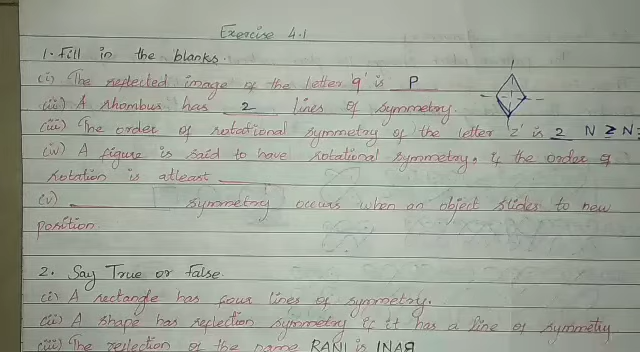 Exercise 4.1
1. Fill in the blanks.
(i) The reflected image of the letter 'q' is P
(ii) A rhombus has 2 lines of symmetry.
(iii) The order of rotational symmetry of the letter 'z' is 2 N Z N
(iv) A figure is said to have rotational symmetry, if the order of
rotation is atleast
(v) symmetry occurs when an object slides to new
position.
2. Say True or False.
(i) A rectangle has four lines of symmetry.
(ii) A shape has reflection symmetry if it has a line of symmetry
(iii) The reflection of the name RANI is INAЯ